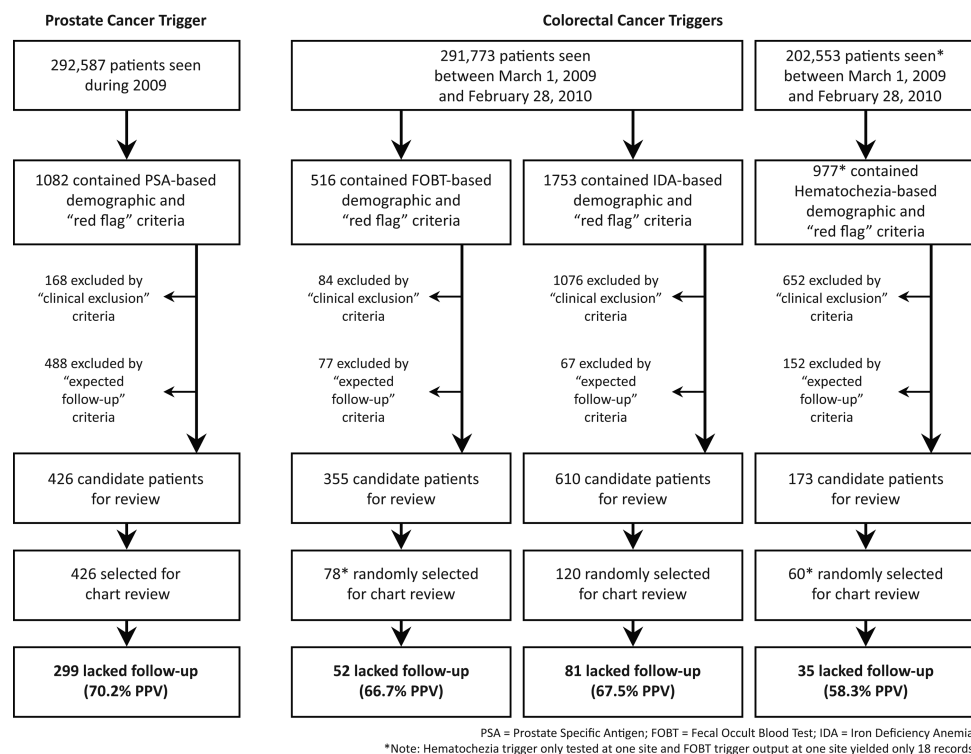 Prostate Cancer Trigger
292,587 patients seen
during 2009
1082 contained PSA-based
demographic and
“red flag” criteria
168 excluded by
“clinical exclusion”
criteria
488 excluded by
“expected
follow-up”
criteria
426 candidate patients
for review
426 selected for
chart review
299 lacked follow-up
(70.2% PPV)
Colorectal Cancer Triggers
291,773 patients seen
between March 1, 2009
and February 28, 2010
516 contained FOBT-based
demographic and
“red flag” criteria
84 excluded by
“clinical exclusion”
criteria
77 excluded by
“expected
follow-up”
criteria
355 candidate patients
for review
78* randomly selected
for chart review
52 lacked follow-up
(66.7% PPV)
1753 contained IDA-based
demographic and
“red flag” criteria
1076 excluded by
“clinical exclusion”
criteria
67 excluded by
“expected
follow-up”
criteria
610 candidate patients
for review
120 randomly selected
for chart review
81 lacked follow-up
(67.5% PPV)
202,553 patients seen*
between March 1, 2009
and February 28, 2010
977* contained
Hematochezia-based
demographic and
“red flag” criteria
652 excluded by
“clinical exclusion”
criteria
152 excluded by
“expected
follow-up”
criteria
173 candidate patients
for review
60* randomly selected
for chart review
35 lacked follow-up
(58.3% PPV)
PSA = Prostate Specific Antigen; FOBT = Fecal Occult Blood Test; IDA = Iron Deficiency Anemia
*Note: Hematochezia trigger only tested at one site and FOBT trigger output at one site yielded only 18 records